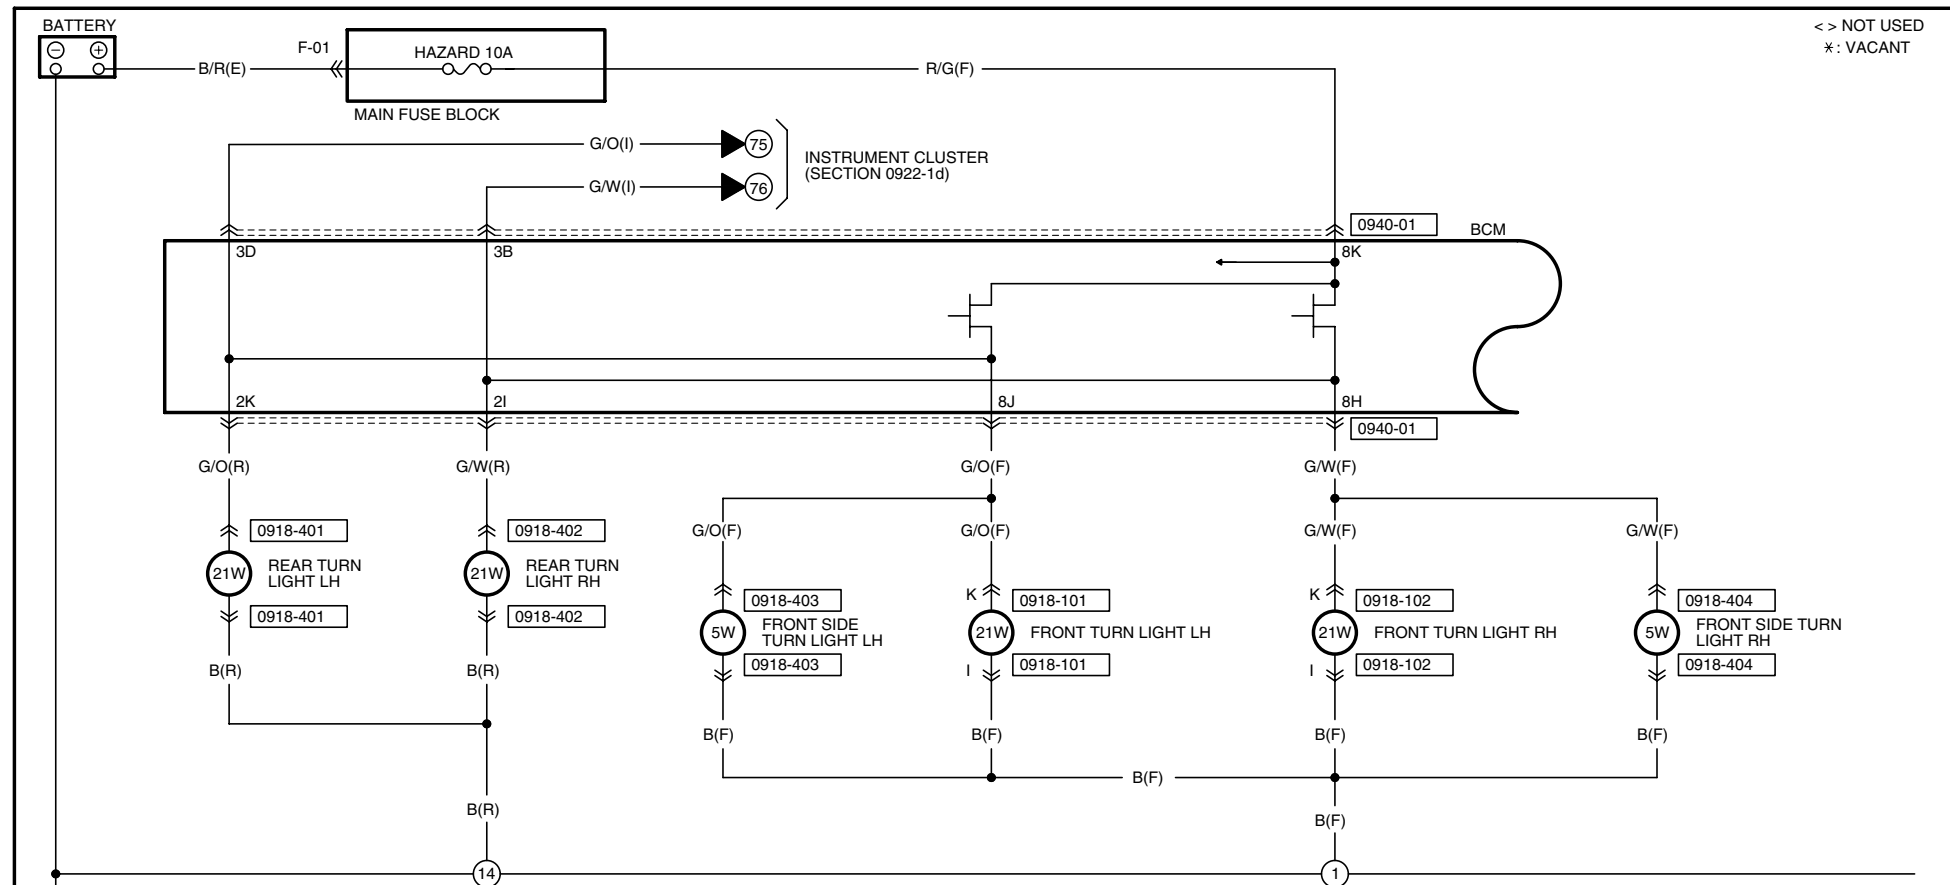 BATTERY
< > NOT USED
F-01
HAZARD 10A
∗: VACANT
B/R(E)
R/G(F)
MAIN FUSE BLOCK
G/O(I)
75
INSTRUMENT CLUSTER
(SECTION 0922-1d)
G/W(I)
76
0940-01
BCM
3D
3B
8K
2K
2I
8J
8H
0940-01
G/O(R)
G/W(R)
G/O(F)
G/W(F)
0918-401
0918-402
G/O(F)
G/O(F)
G/W(F)
G/W(F)
21W
REAR TURN
LIGHT LH
21W
REAR TURN
LIGHT RH
0918-401
0918-402
0918-403
K
0918-101
K
0918-102
0918-404
5W
FRONT SIDE
TURN LIGHT LH
21W
FRONT TURN LIGHT LH
21W
FRONT TURN LIGHT RH
5W
FRONT SIDE TURN
LIGHT RH
0918-403
I
0918-101
I
0918-102
0918-404
B(R)
B(R)
B(F)
B(F)
B(F)
B(F)
B(F)
B(R)
B(F)
14
1